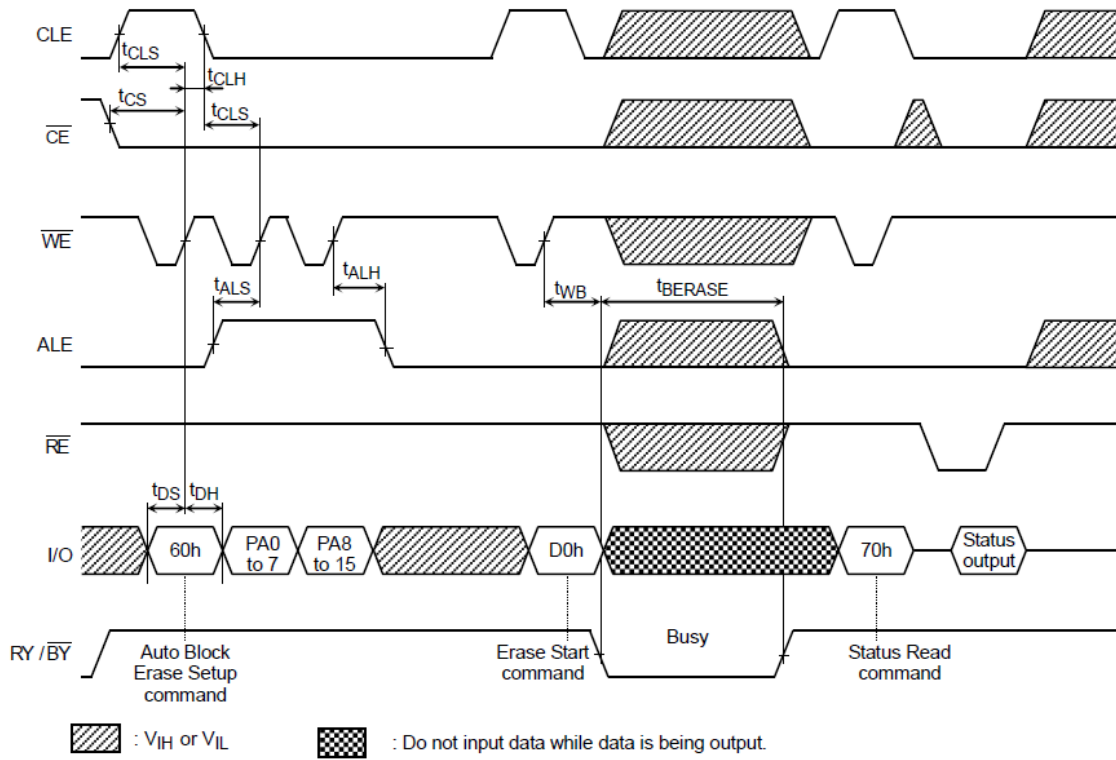 CLE
tCLS
tCLH
tCS
tCLS
CE
WE
tALS
tALH
tWB
tBERASE
ALE
RE
tDS
tDH
I/O
60h
PA0
to 7
PA8
to 15
D0h
70h
Status
output
RY /BY
Auto Block
Erase Setup
command
Erase Start
command
Busy
Status Read
command
: VIH or VIL
: Do not input data while data is being output.